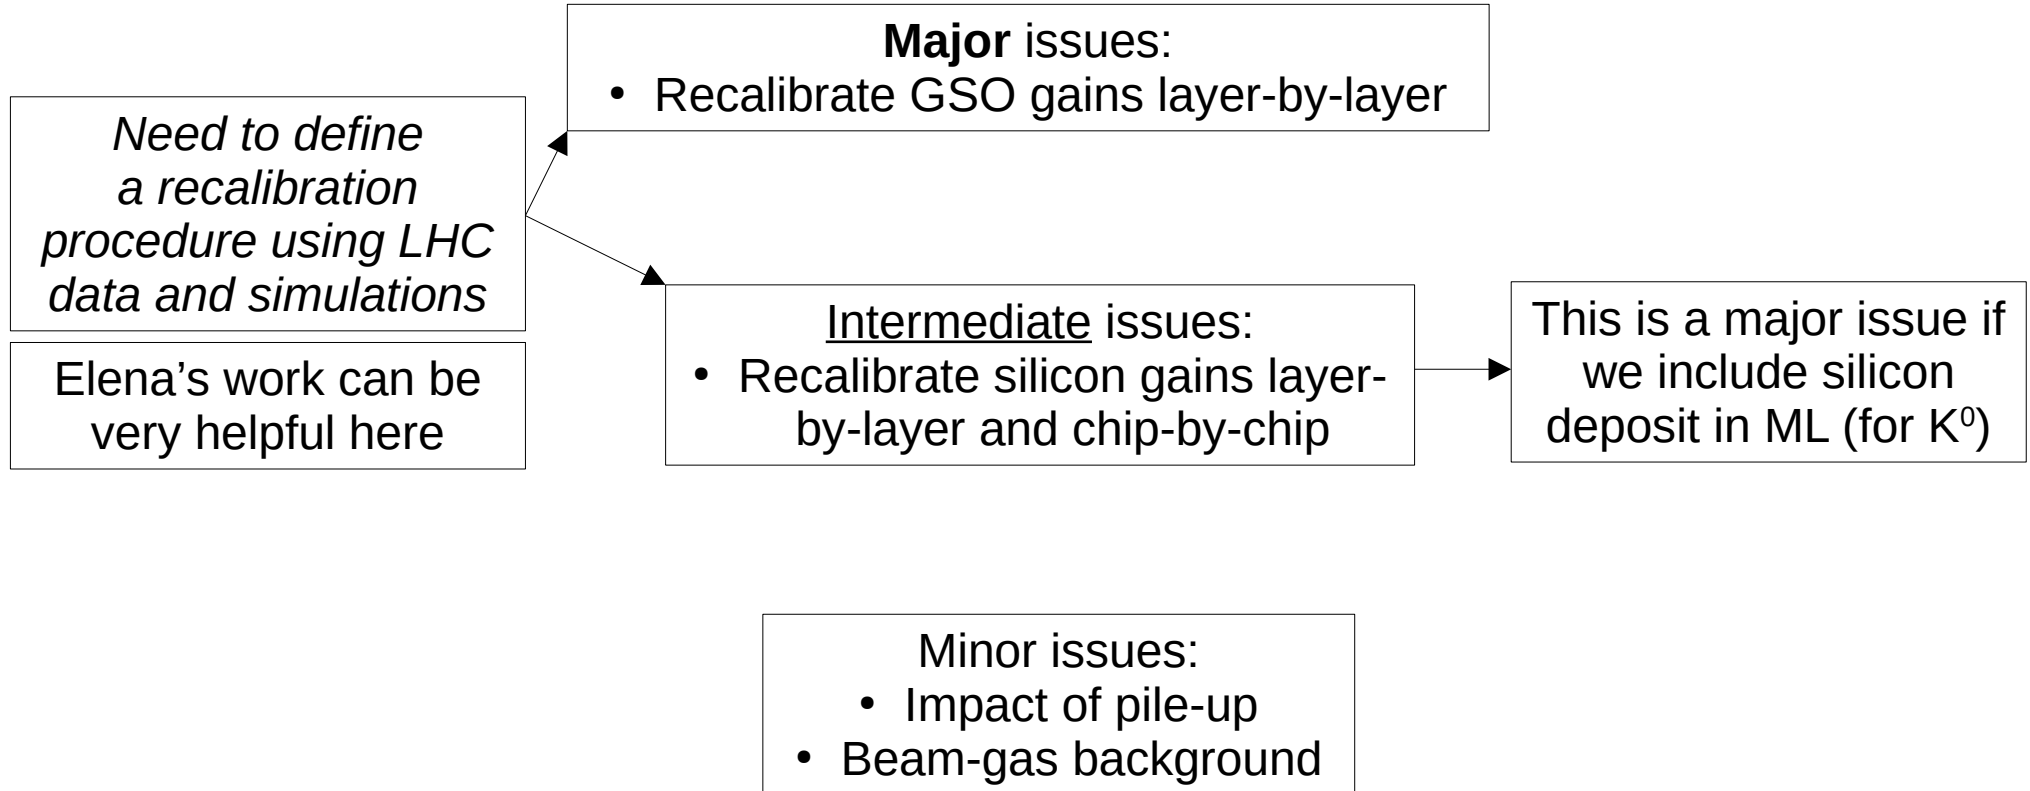 Major issues:
• Recalibrate GSO gains layer-by-layer
Need to define
a recalibration
procedure using LHC
data and simulations
Elena’s work can be
very helpful here
Intermediate issues:
• Recalibrate silicon gains layer-
by-layer and chip-by-chip
This is a major issue if
we include silicon
deposit in ML (for K⁰)
Minor issues:
• Impact of pile-up
• Beam-gas background